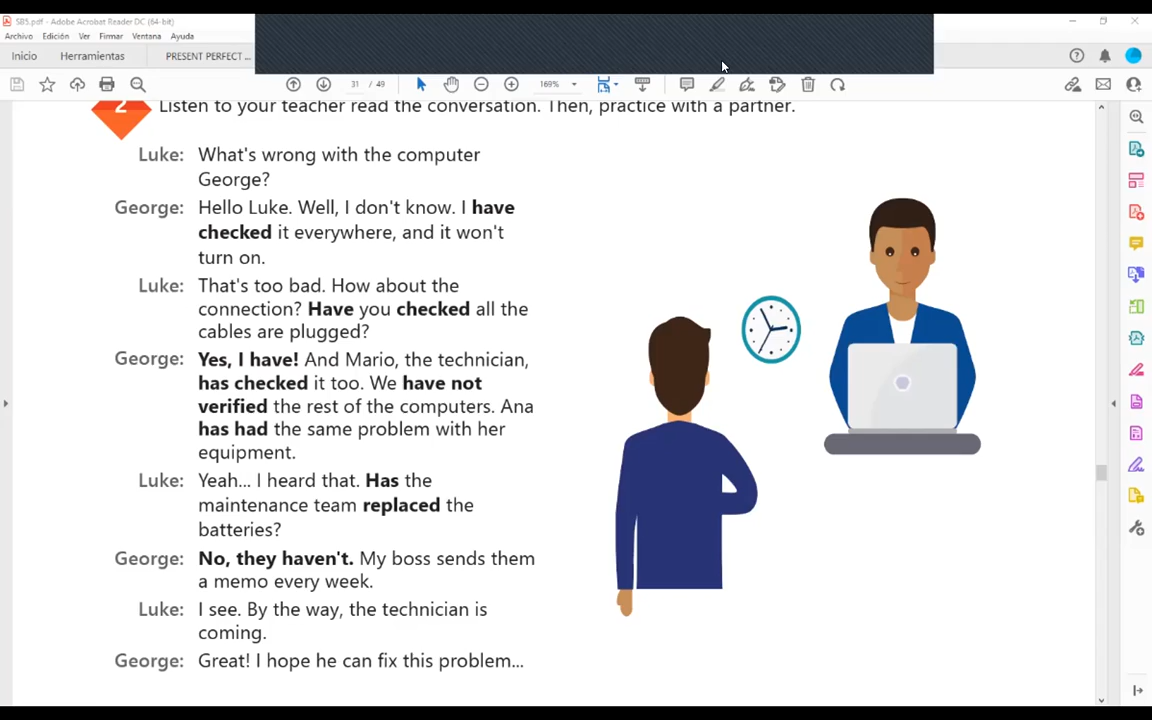 SB5.pdf - Adobe Acrobat Reader DC (64-bit)
Archivo Edición Ver Firmar Ventana Ayuda
Inicio Herramientas PRESENT PERFECT ...
31 / 49 169%
2 Listen to your teacher read the conversation. Then, practice with a partner.
Luke: What's wrong with the computer
George?
George: Hello Luke. Well, I don't know. I have
checked it everywhere, and it won't
turn on.
Luke: That's too bad. How about the
connection? Have you checked all the
cables are plugged?
George: Yes, I have! And Mario, the technician,
has checked it too. We have not
verified the rest of the computers. Ana
has had the same problem with her
equipment.
Luke: Yeah... I heard that. Has the
maintenance team replaced the
batteries?
George: No, they haven't. My boss sends them
a memo every week.
Luke: I see. By the way, the technician is
coming.
George: Great! I hope he can fix this problem...